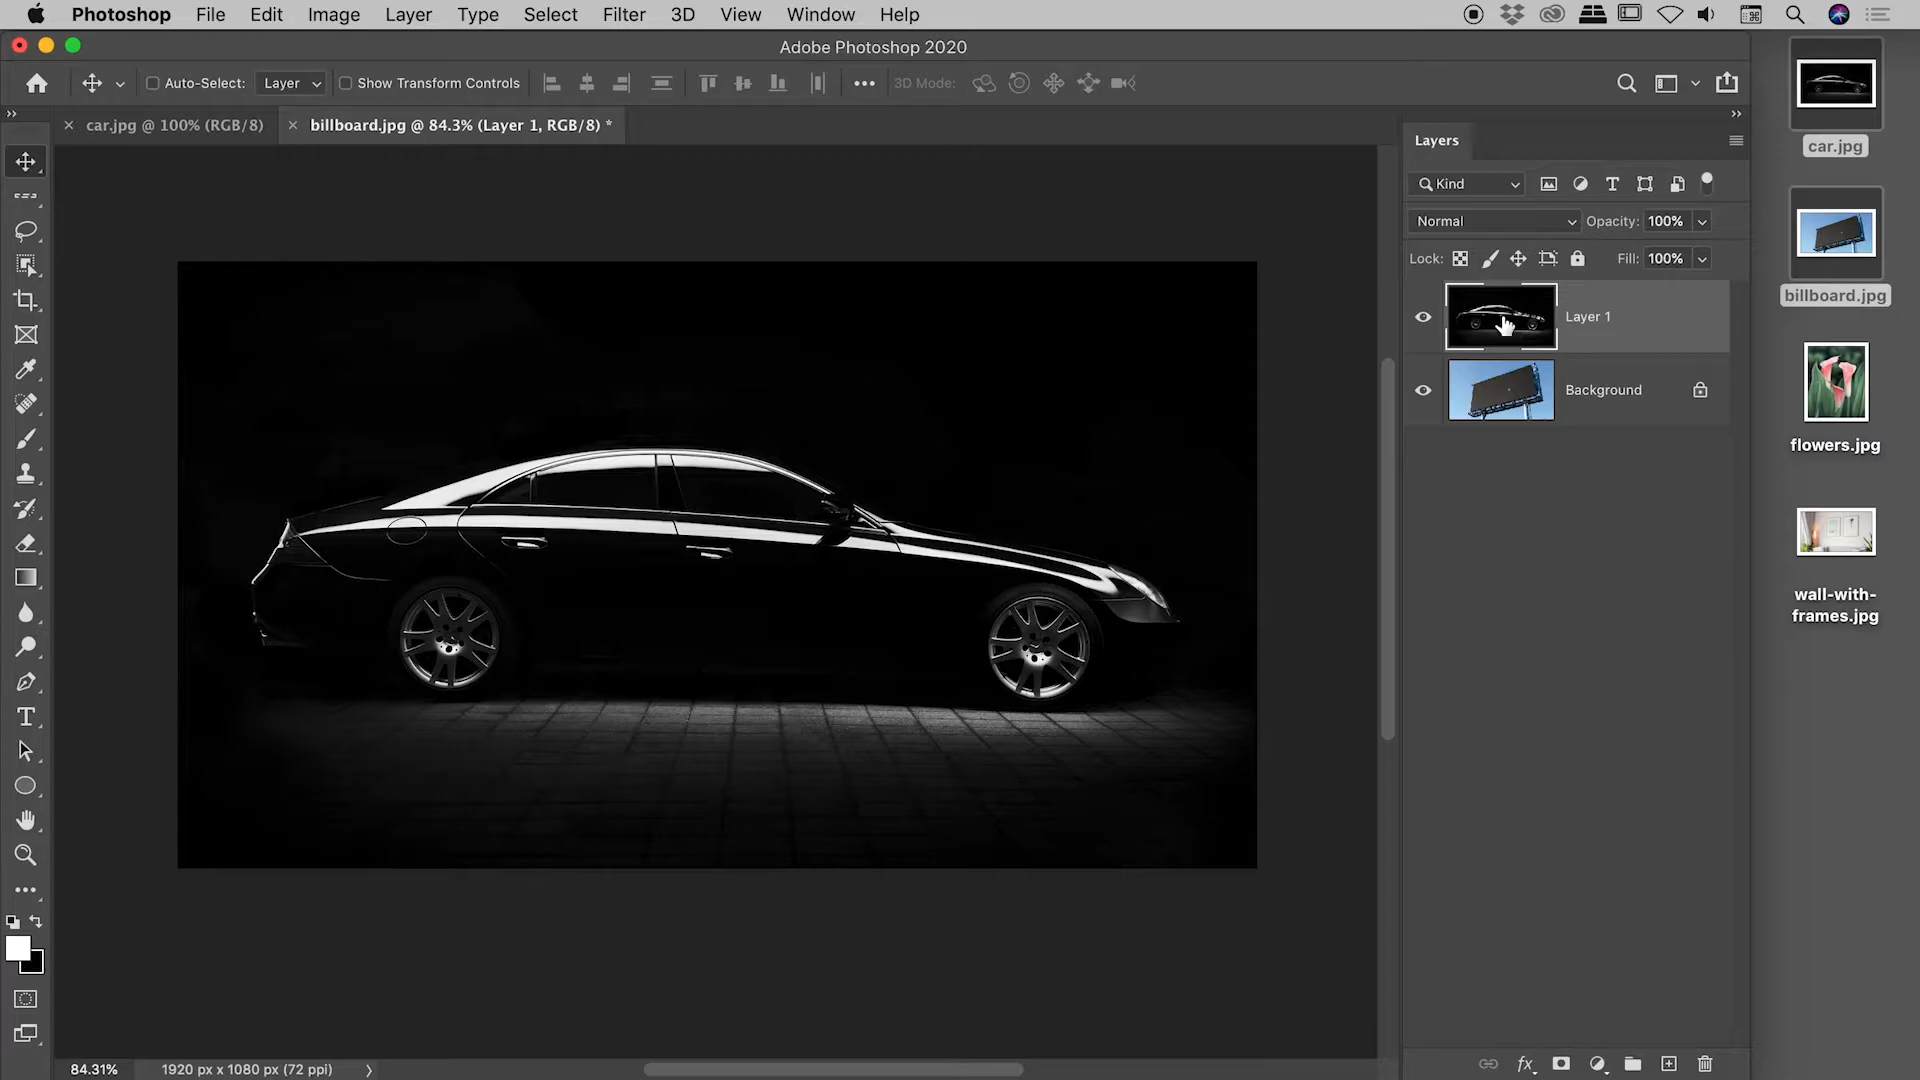 Photoshop File Edit Image Layer Type Select Filter 3D View Window Help
Adobe Photoshop 2020
Auto-Select: Layer Show Transform Controls 3D Mode:
car.jpg @ 100% (RGB/8) billboard.jpg @ 84.3% (Layer 1, RGB/8) *
Layers
Kind
Normal Opacity: 100%
Lock: Fill: 100%
Layer 1
Background
car.jpg
billboard.jpg
flowers.jpg
wall-with-
frames.jpg
84.31% 1920 px x 1080 px (72 ppi)